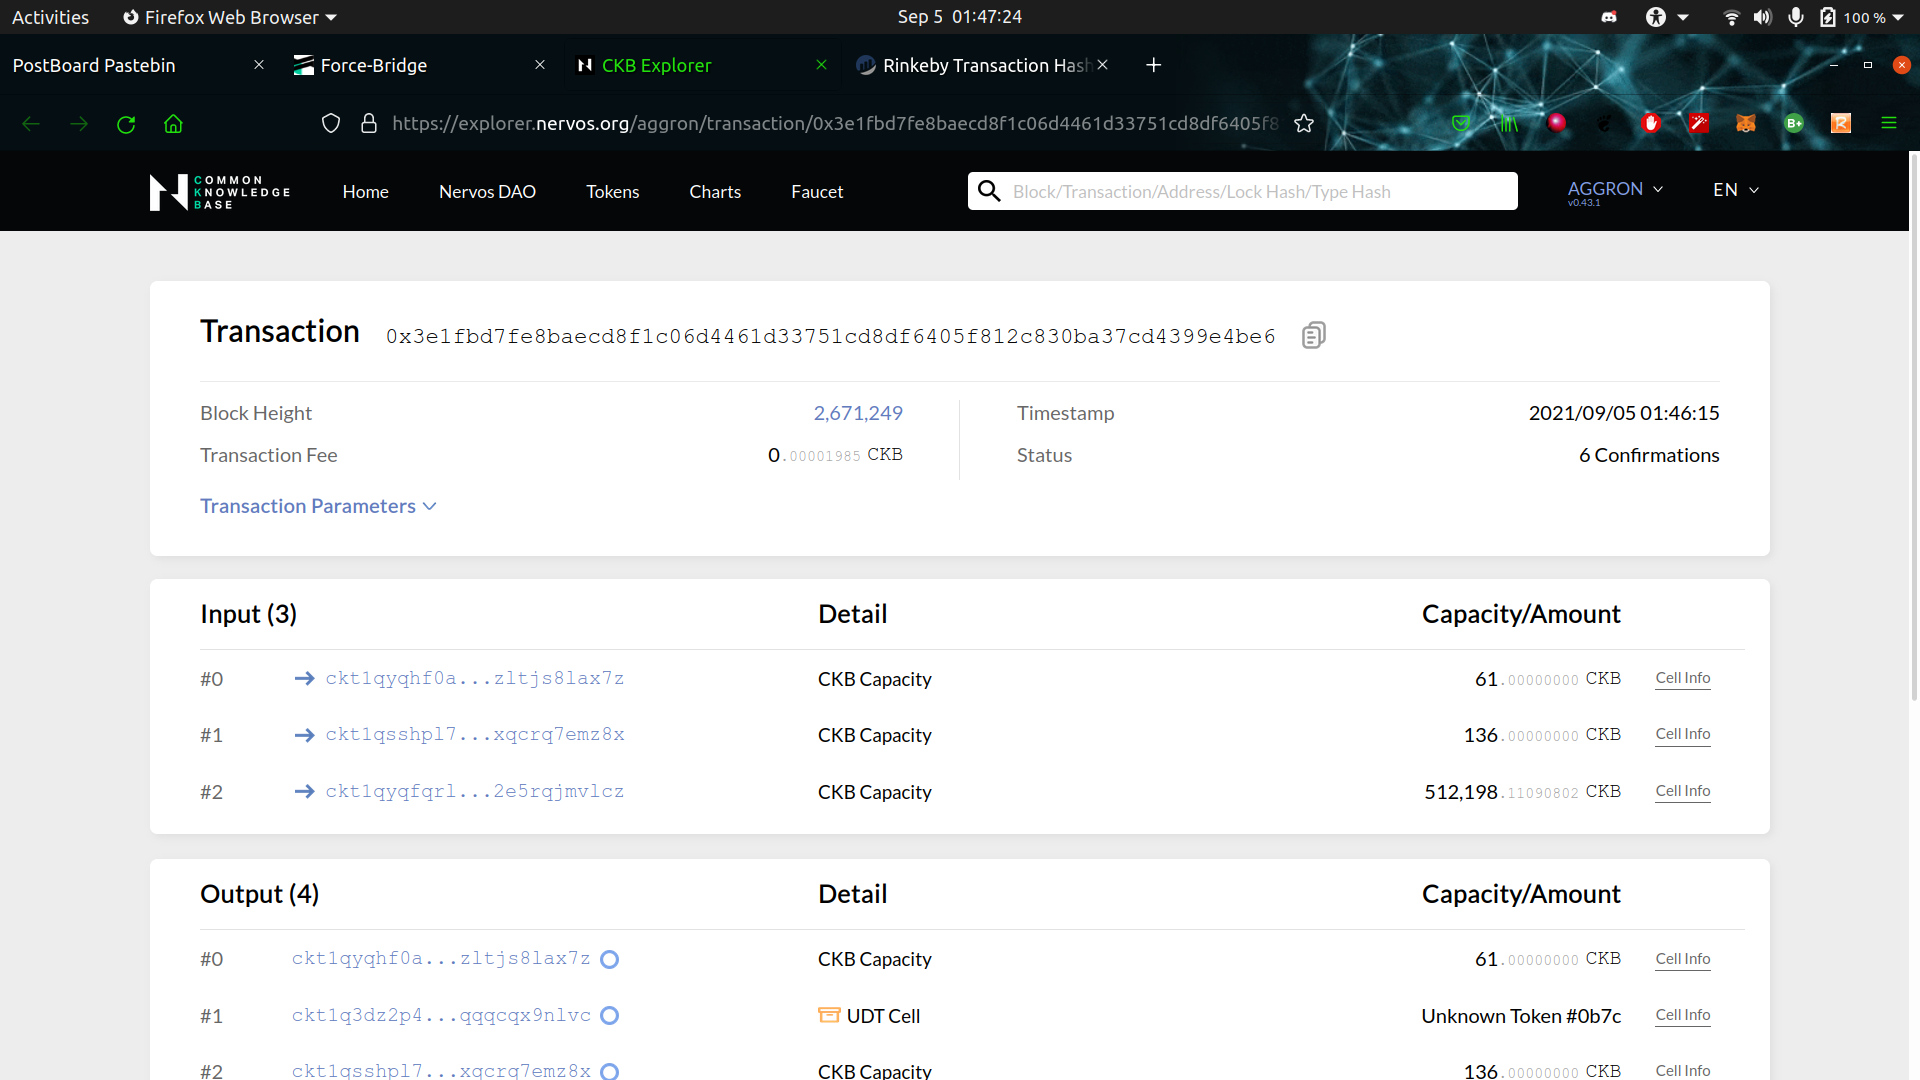 Activities Firefox Web Browser Sep 5 01:47:24 100 %
PostBoard Pastebin Force-Bridge CKB Explorer Rinkeby Transaction Hash
https://explorer.nervos.org/aggron/transaction/0x3e1fbd7fe8baecd8f1c06d4461d33751cd8df6405f8
COMMON
KNOWLEDGE
BASE
Home Nervos DAO Tokens Charts Faucet Block/Transaction/Address/Lock Hash/Type Hash AGGRON EN
v0.43.1
Transaction 0x3e1fbd7fe8baecd8f1c06d4461d33751cd8df6405f812c830ba37cd4399e4be6
Block Height 2,671,249 Timestamp 2021/09/05 01:46:15
Transaction Fee 0.00001985 CKB Status 6 Confirmations
Transaction Parameters
Input (3) Detail Capacity/Amount
#0 ckt1qyqhf0a...zltjs8lax7z CKB Capacity 61.00000000 CKB Cell Info
#1 ckt1qsshpl7...xqcrq7emz8x CKB Capacity 136.00000000 CKB Cell Info
#2 ckt1qyqfqrl...2e5rqjmvlcz CKB Capacity 512,198.11090802 CKB Cell Info
Output (4) Detail Capacity/Amount
#0 ckt1qyqhf0a...zltjs8lax7z CKB Capacity 61.00000000 CKB Cell Info
#1 ckt1q3dz2p4...qqqcqx9nlvc UDT Cell Unknown Token #0b7c Cell Info
#2 ckt1qsshpl7...xqcrq7emz8x CKB Capacity 136.00000000 CKB Cell Info